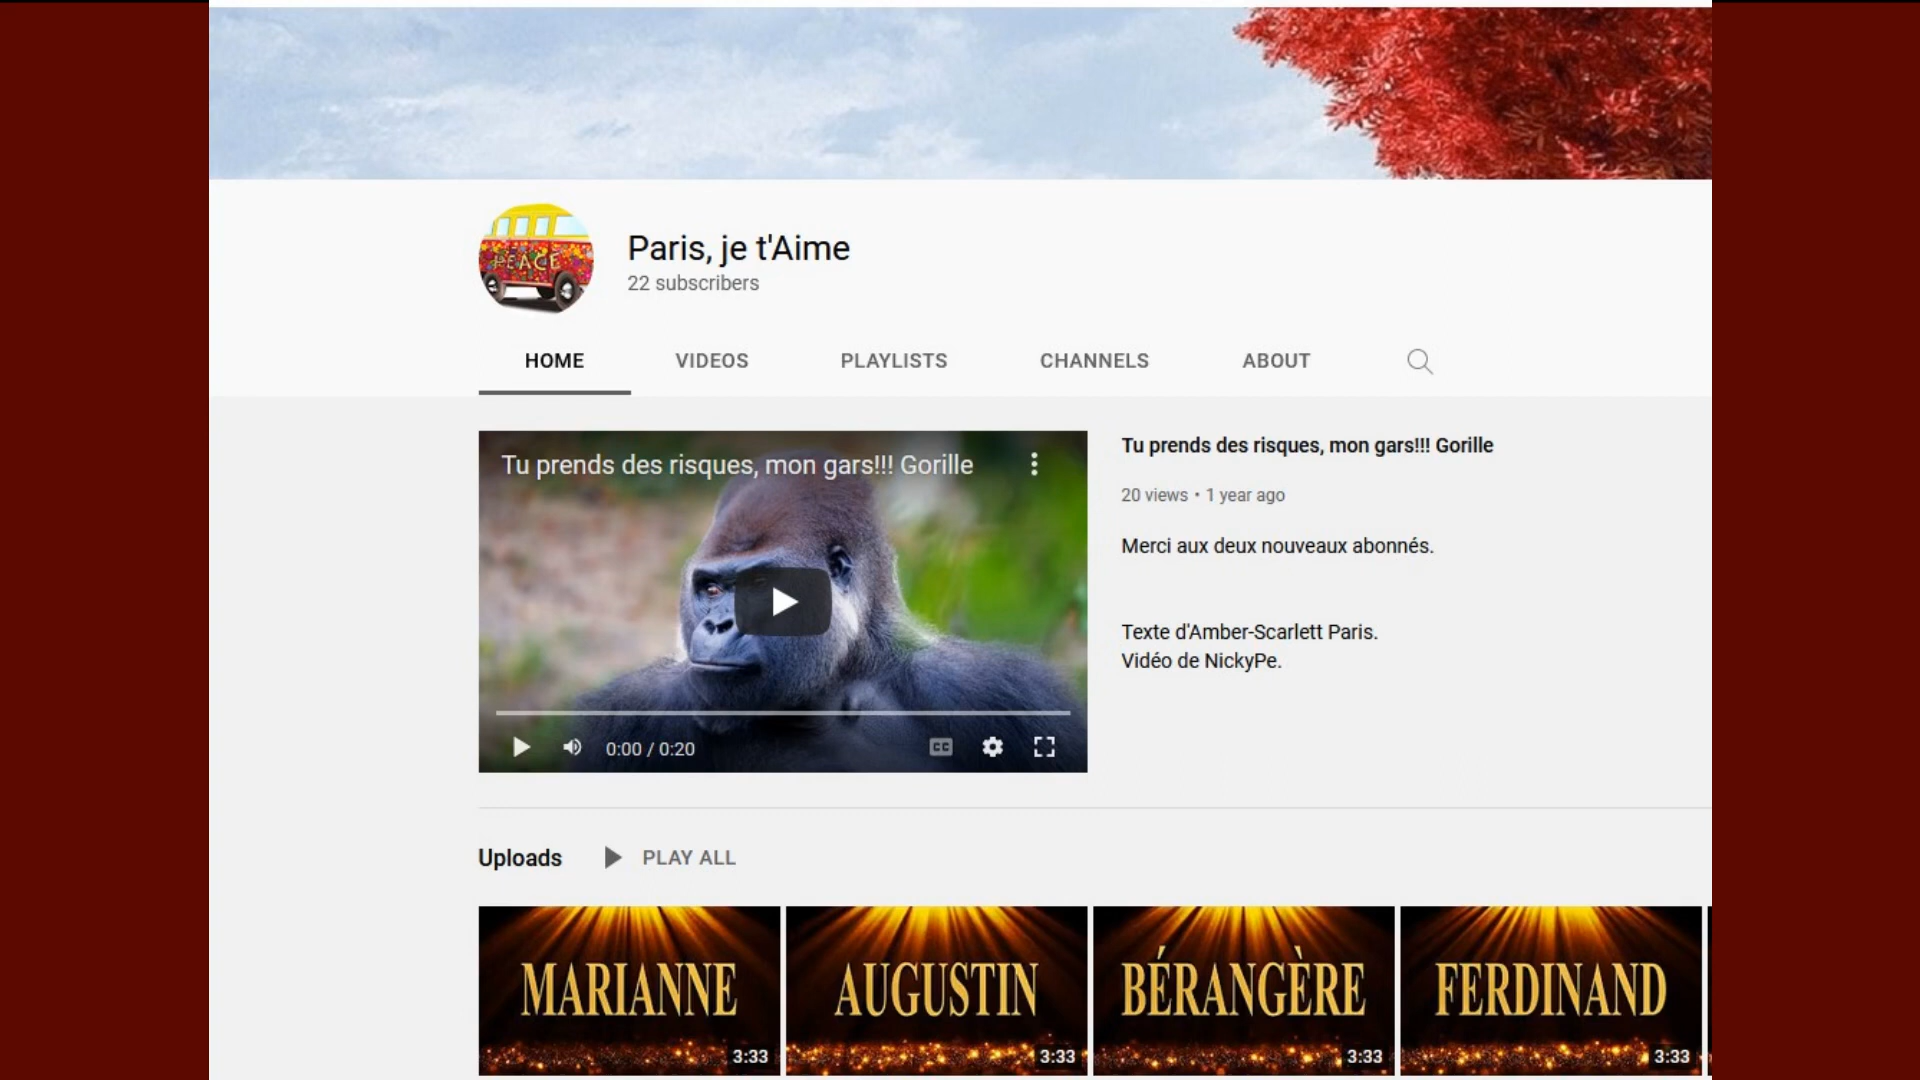 PEACE
Paris, je t'Aime
22 subscribers
HOME
VIDEOS
PLAYLISTS
CHANNELS
ABOUT
Tu prends des risques, mon gars!!! Gorille
0:00 / 0:20
CC
Tu prends des risques, mon gars!!! Gorille
20 views • 1 year ago
Merci aux deux nouveaux abonnés.
Texte d'Amber-Scarlett Paris.
Vidéo de NickyPe.
Uploads
PLAY ALL
MARIANNE
3:33
AUGUSTIN
3:33
BÉRANGÈRE
3:33
FERDINAND
3:33